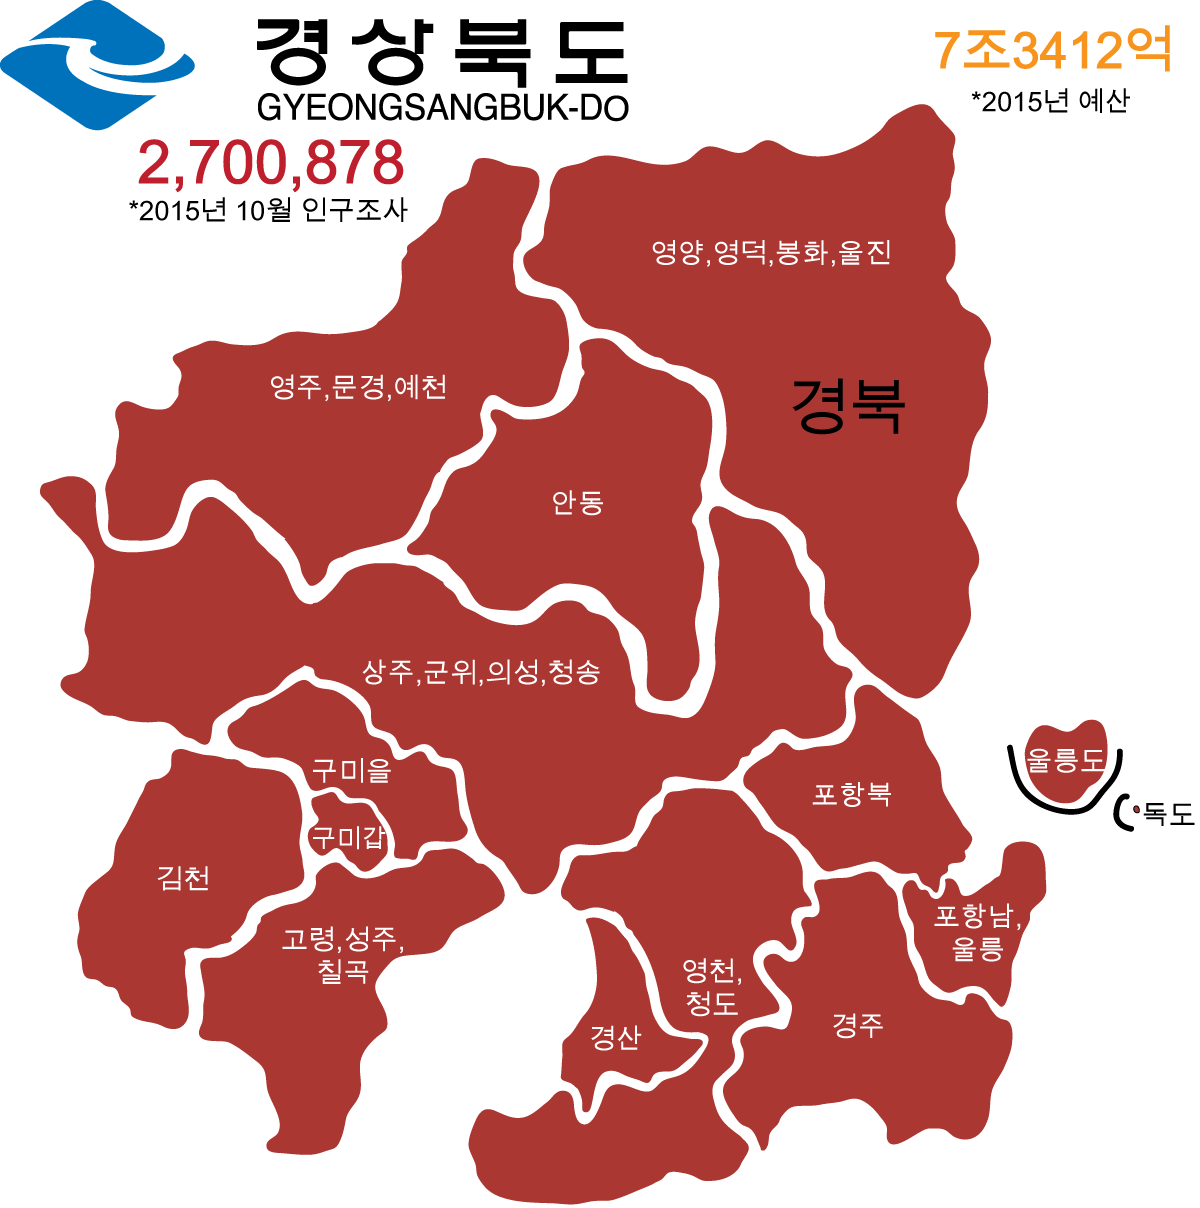 경상북도
GYEONGSANGBUK-DO
7조3412억
*2015년 예산
2,700,878
*2015년 10월 인구조사
영양,영덕,봉화,울진
영주,문경,예천
경북
안동
상주,군위,의성,청송
구미을
구미갑
울릉도
독도
포항북
김천
고령,성주,
칠곡
포항남,
울릉
영천,
청도
경산
경주